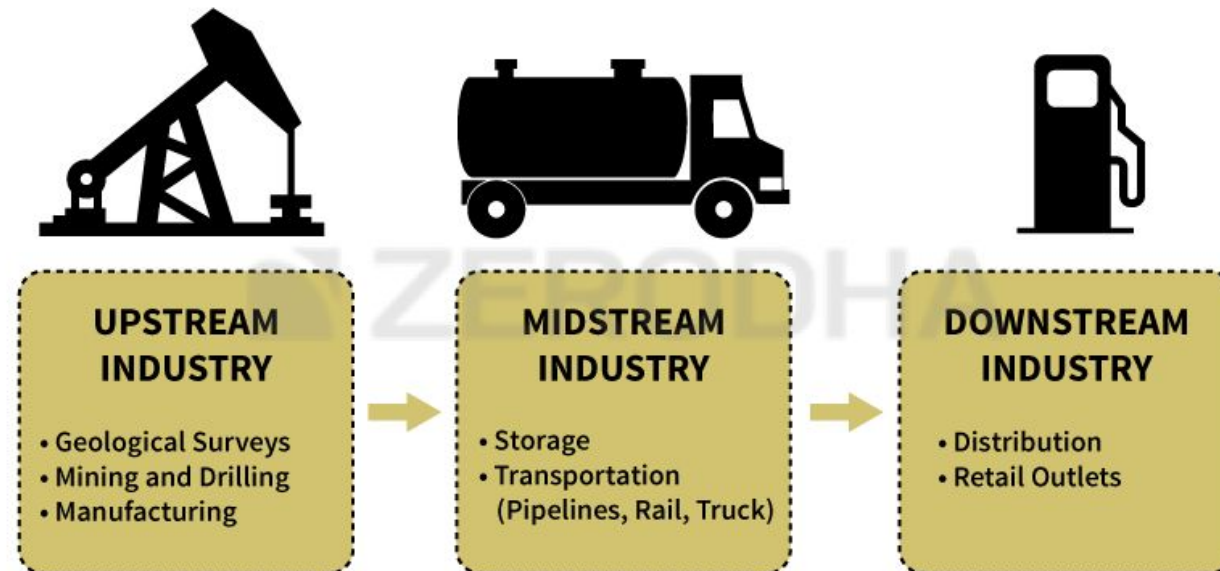 ZERODHA
UPSTREAM
INDUSTRY
• Geological Surveys
• Mining and Drilling
• Manufacturing
MIDSTREAM
INDUSTRY
• Storage
• Transportation
(Pipelines, Rail, Truck)
DOWNSTREAM
INDUSTRY
• Distribution
• Retail Outlets